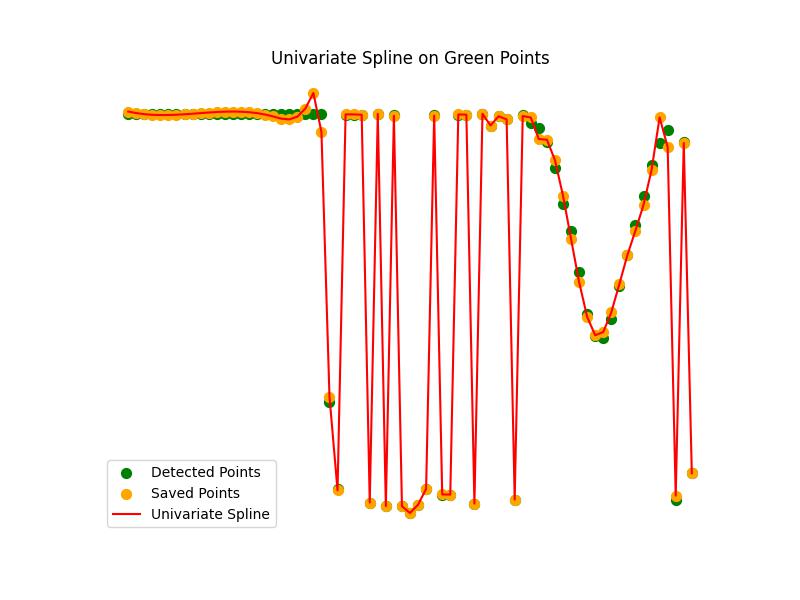 Univariate Spline on Green Points
Detected Points
Saved Points
Univariate Spline